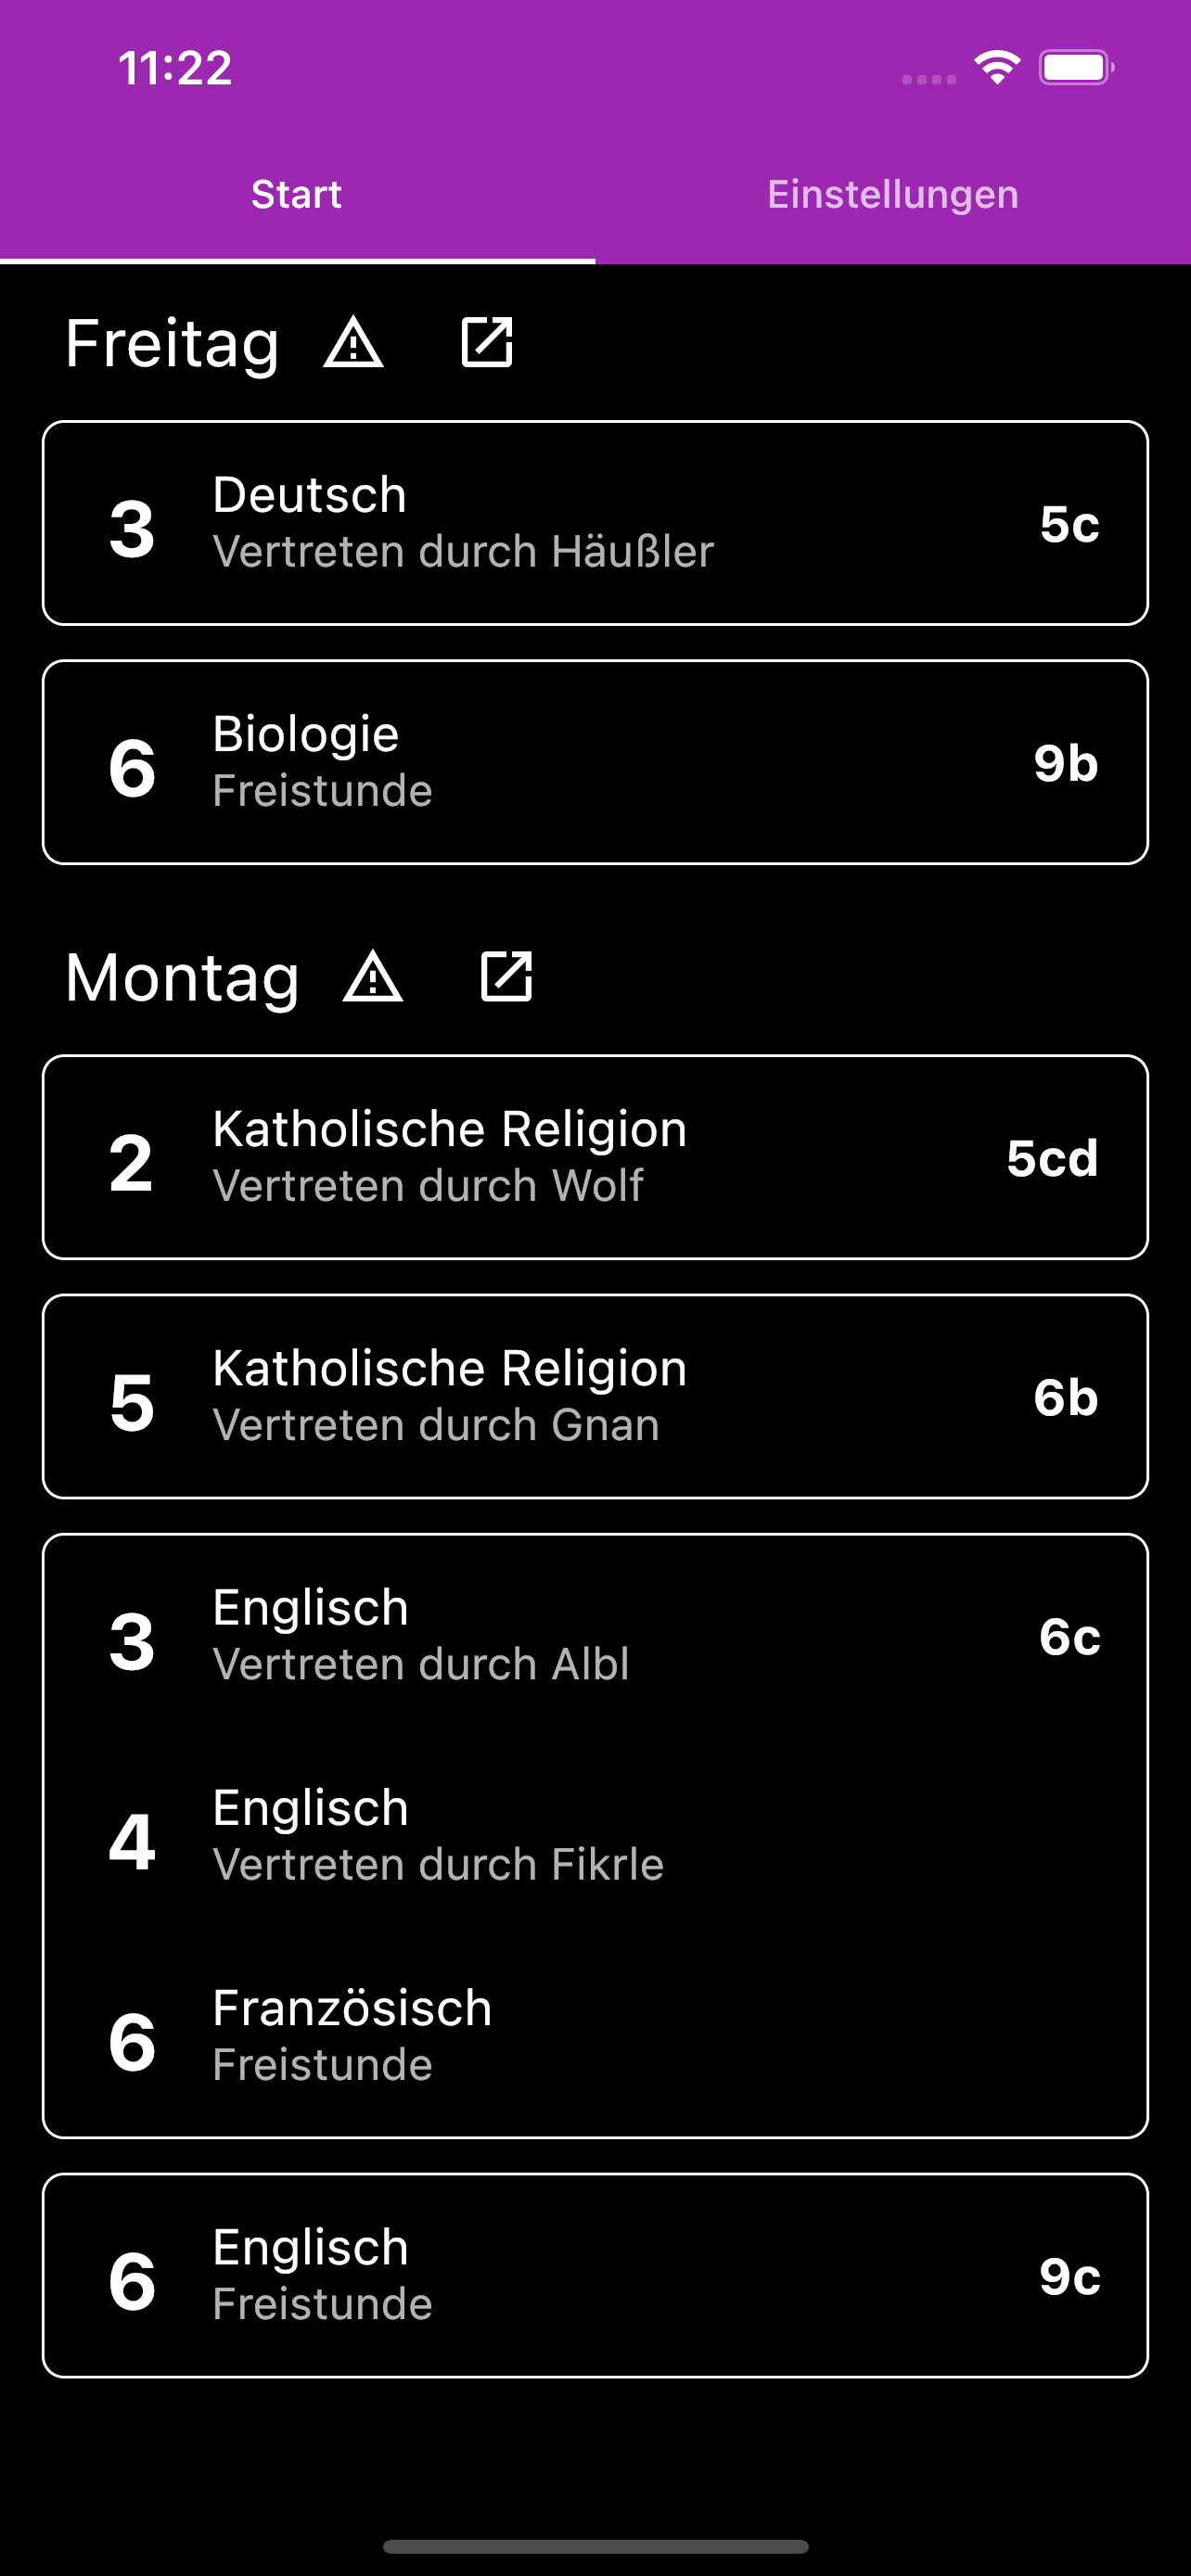 11:22
Start
Einstellungen
Freitag
3
Deutsch
Vertreten durch Häußler
5c
6
Biologie
Freistunde
9b
Montag
2
Katholische Religion
Vertreten durch Wolf
5cd
5
Katholische Religion
Vertreten durch Gnan
6b
3
Englisch
Vertreten durch Albl
6c
4
Englisch
Vertreten durch Fikrle
6
Französisch
Freistunde
6
Englisch
Freistunde
9c